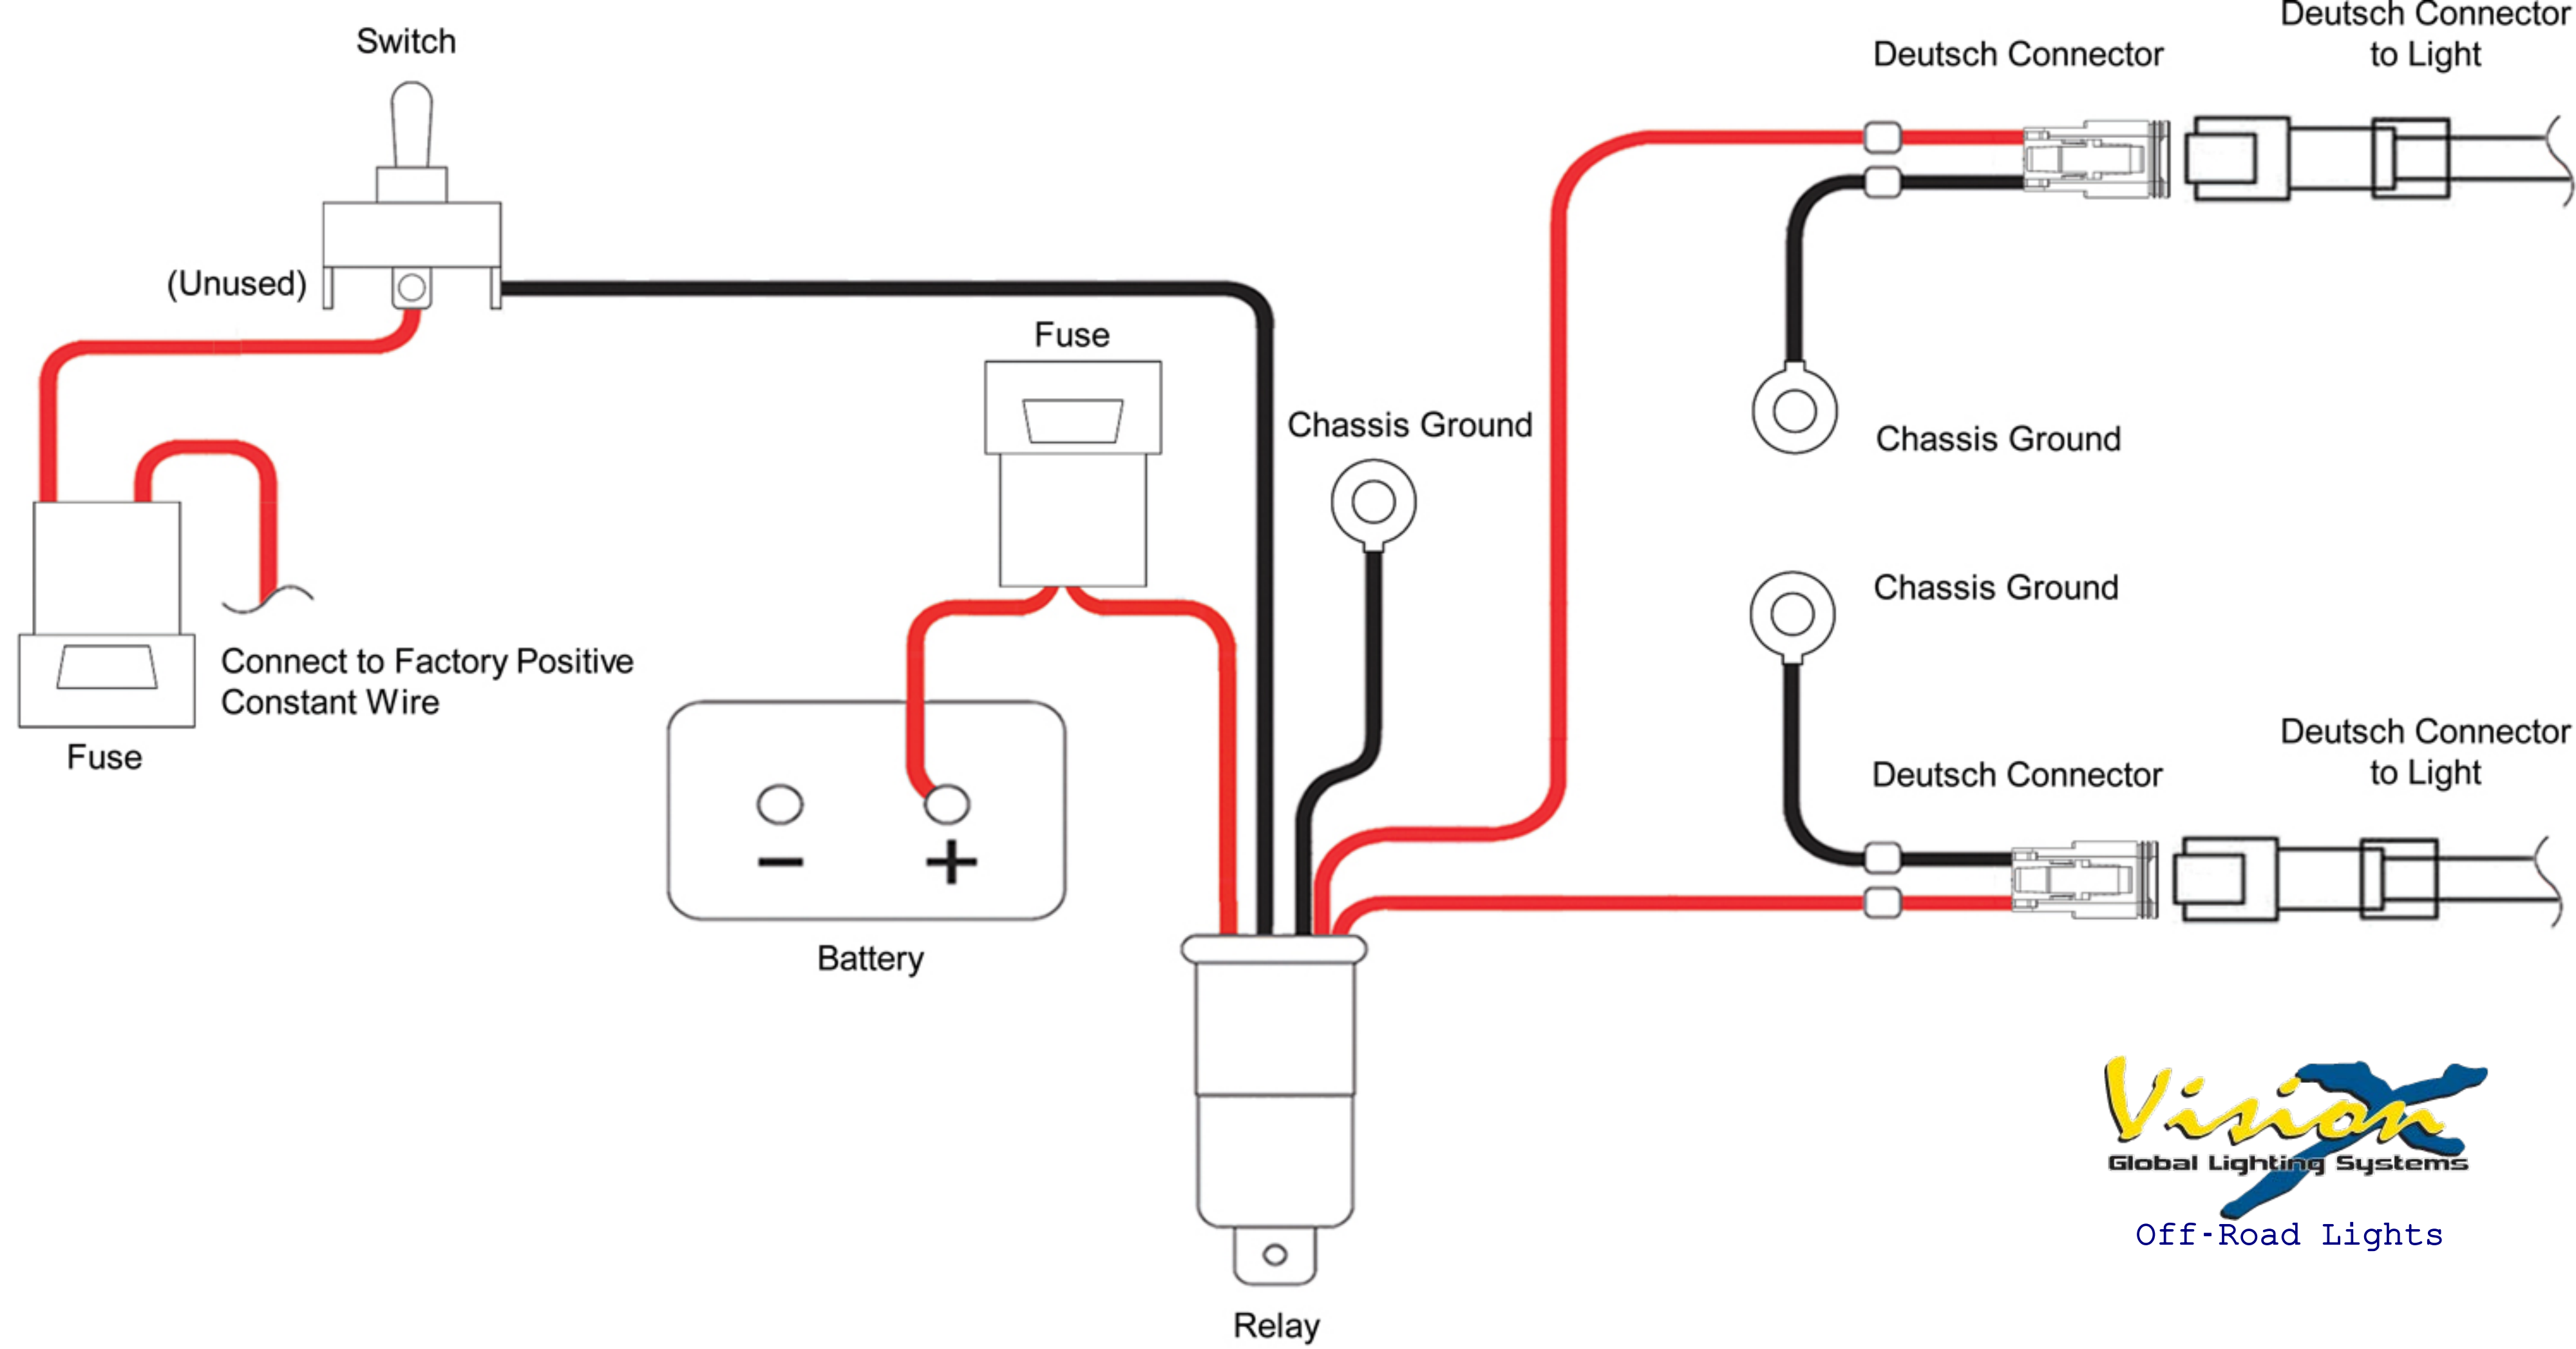 Switch
(Unused)
Fuse
Connect to Factory Positive
Constant Wire
Fuse
Chassis Ground
Battery
−
+
Relay
Deutsch Connector
Deutsch Connector
to Light
Chassis Ground
Chassis Ground
Deutsch Connector
Deutsch Connector
to Light
Vision X
Global Lighting Systems
Off-Road Lights